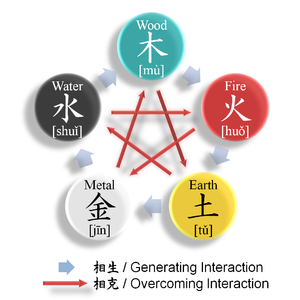 Wood
木
[mù]
Water
水
[shuǐ]
Fire
火
[huǒ]
Metal
金
[jīn]
Earth
土
[tǔ]
相生 / Generating Interaction
相克 / Overcoming Interaction